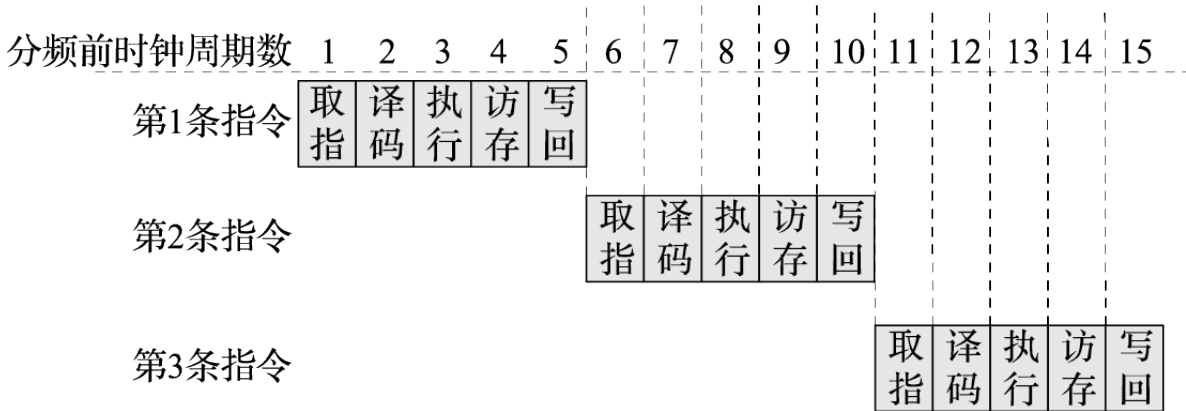 分频前时钟周期数 1 2 3 4 5 6 7 8 9 10 11 12 13 14 15
第1条指令 取指 译码 执行 访存 写回
第2条指令 取指 译码 执行 访存 写回
第3条指令 取指 译码 执行 访存 写回